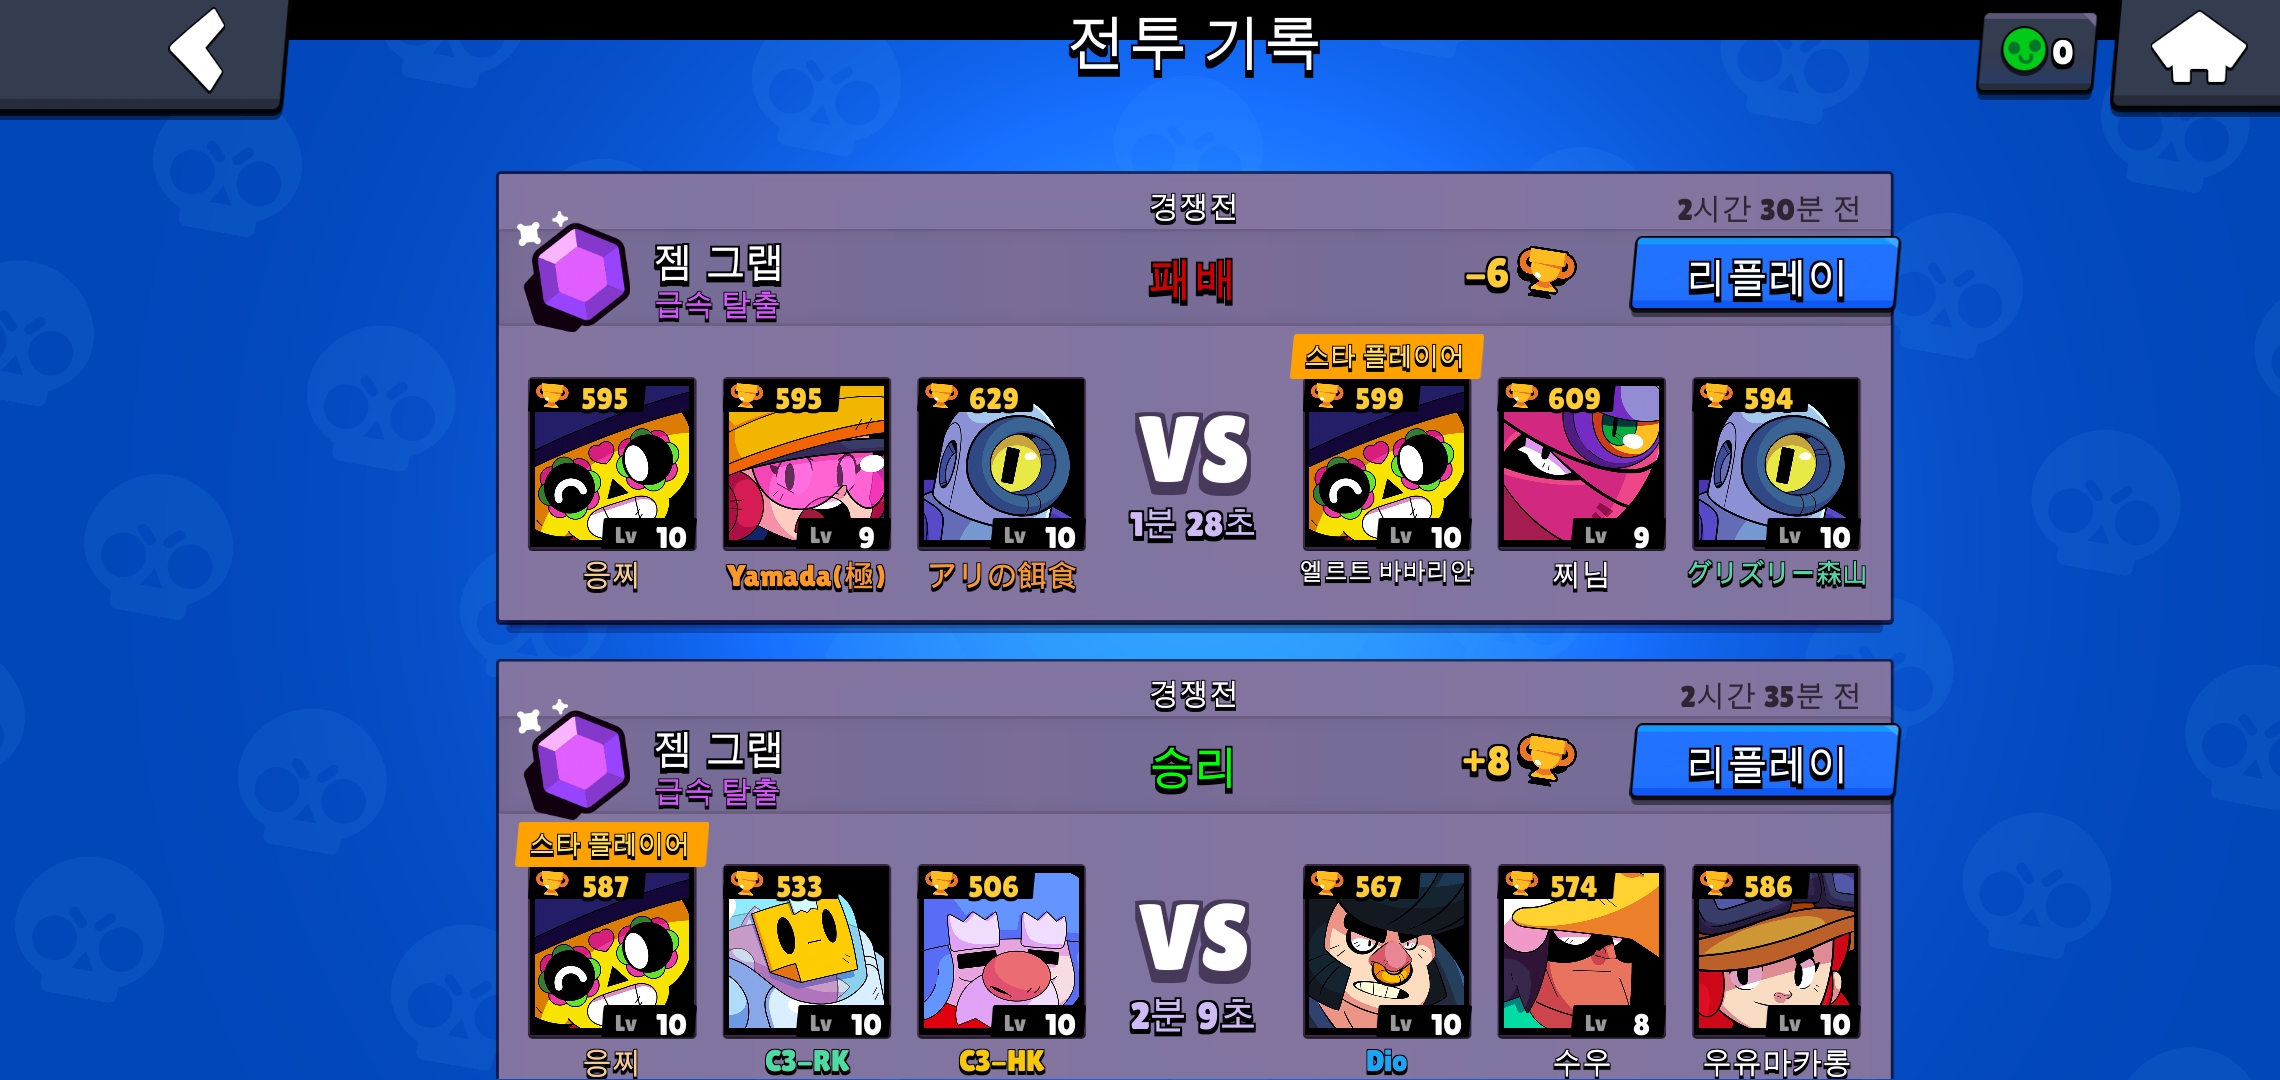 전투 기록
0
경쟁전
2시간 30분 전
젬 그랩
급속 탈출
패배
-6
리플레이
스타 플레이어
595 595 629 599 609 594
VS
1분 28초
Lv 10 Lv 9 Lv 10 Lv 10 Lv 9 Lv 10
응찌 Yamada(極) アリの餌食 엘르트 바바리안 찌님 グリズリー森山
경쟁전
2시간 35분 전
젬 그랩
급속 탈출
승리
+8
리플레이
스타 플레이어
587 533 506 567 574 586
VS
2분 9초
Lv 10 Lv 10 Lv 10 Lv 10 Lv 8 Lv 10
응찌 C3-RK C3-HK Dio 수우 우유마카롱